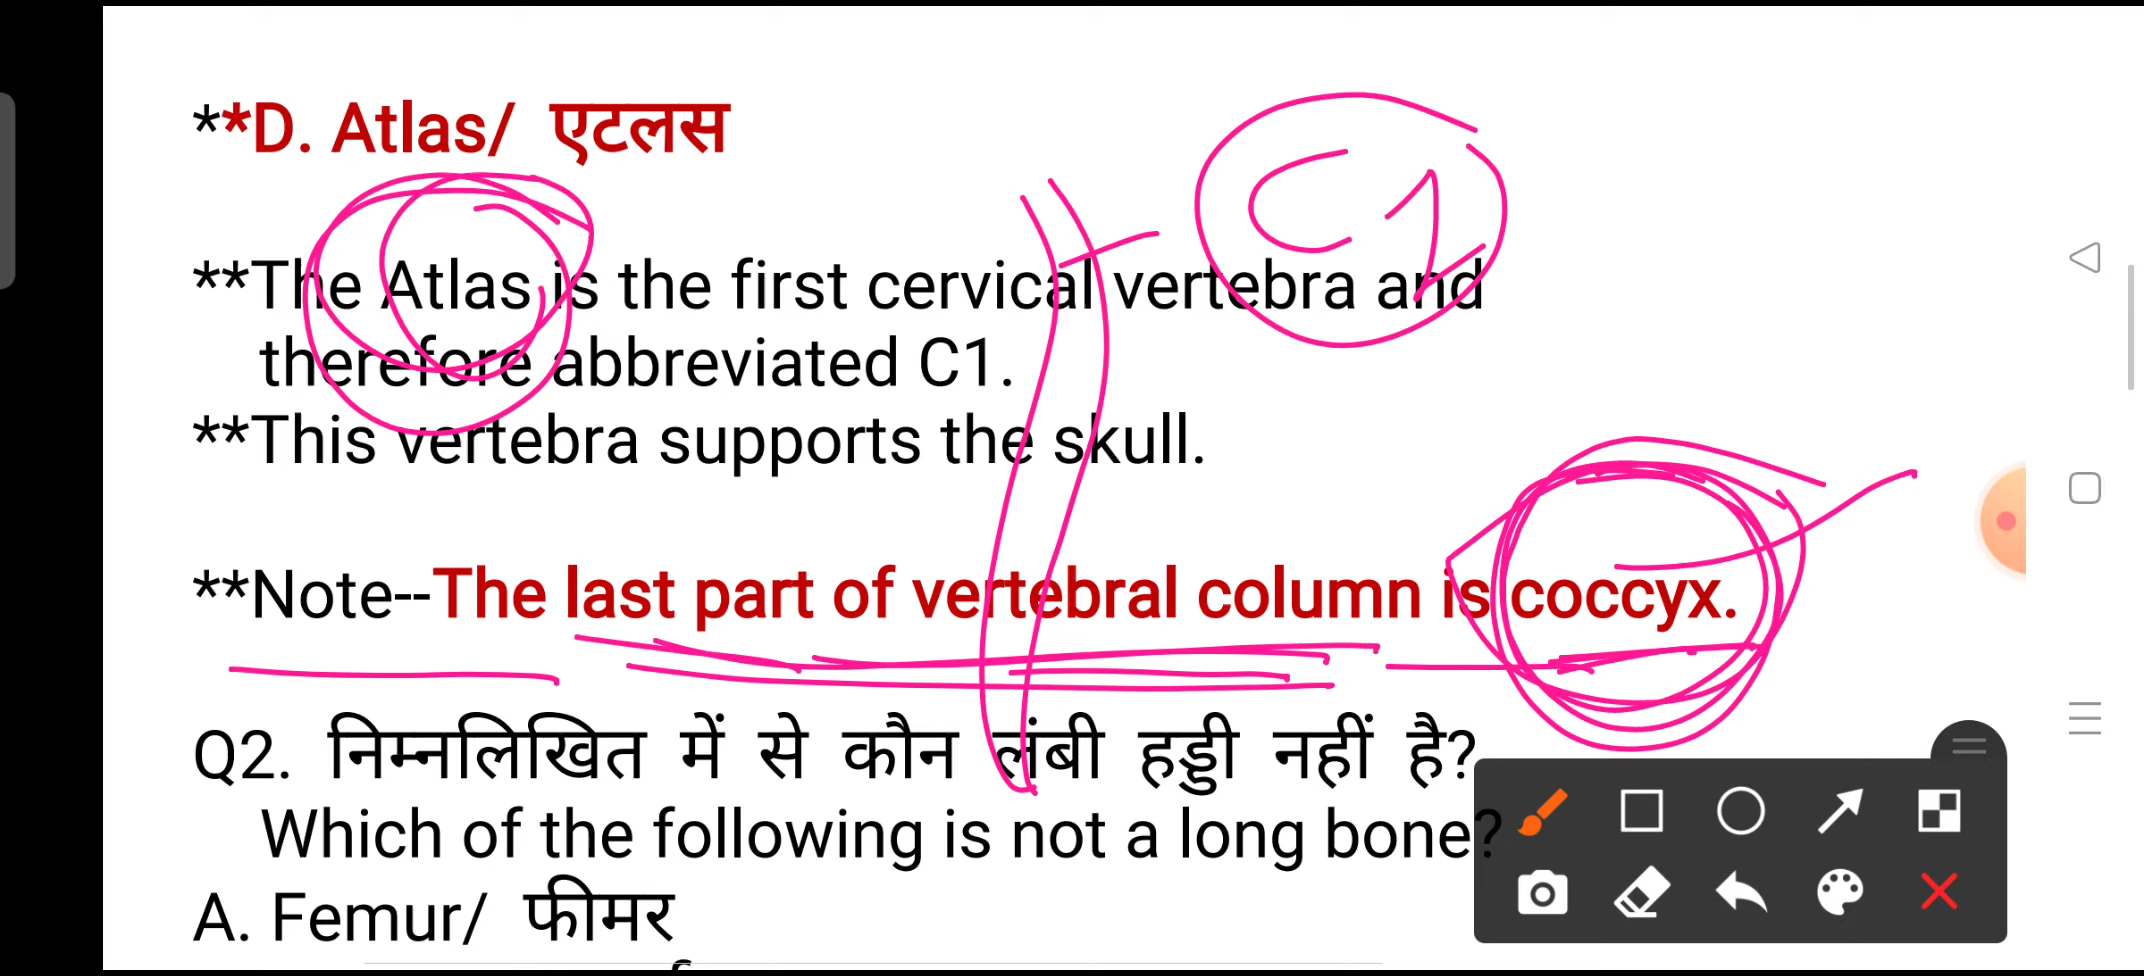 **D. Atlas/ एटलस
C1
**The Atlas is the first cervical vertebra and
therefore abbreviated C1.
**This vertebra supports the skull.
**Note--The last part of vertebral column is coccyx.
Q2. निम्नलिखित में से कौन लंबी हड्डी नहीं है?
Which of the following is not a long bone?
A. Femur/ फीमर